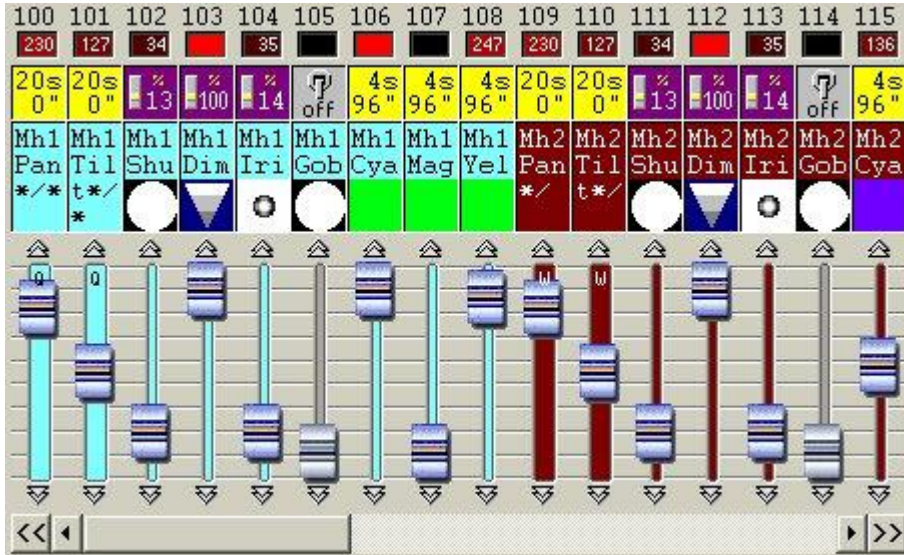 100 101 102 103 104 105 106 107 108 109 110 111 112 113 114 115
230 127 34 35 247 230 127 34 35 136
20s 20s % % % 4s 4s 4s 20s 20s % % % 4s
0" 0" 13 100 14 off 96" 96" 96" 0" 0" 13 100 14 off 96"
Mh1 Mh1 Mh1 Mh1 Mh1 Mh1 Mh1 Mh1 Mh1 Mh2 Mh2 Mh2 Mh2 Mh2 Mh2 Mh2
Pan Til Shu Dim Iri Gob Cya Mag Yel Pan Til Shu Dim Iri Gob Cya
*/* t*/ */ t*/
*
Q Q W W
<< >>